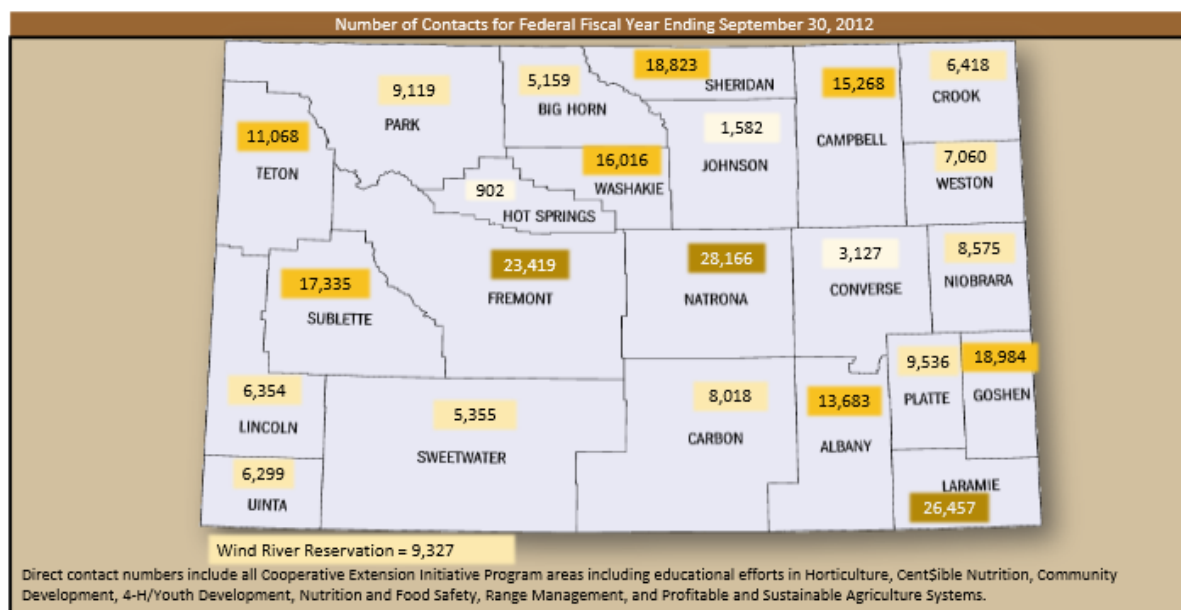 Number of Contacts for Federal Fiscal Year Ending September 30, 2012
18,823
SHERIDAN
6,418
CROOK
5,159
BIG HORN
15,268
CAMPBELL
9,119
PARK
1,582
JOHNSON
11,068
TETON
16,016
WASHAKIE
7,060
WESTON
902
HOT SPRINGS
23,419
FREMONT
28,166
NATRONA
3,127
CONVERSE
8,575
NIOBRARA
17,335
SUBLETTE
9,536
PLATTE
18,984
GOSHEN
6,354
LINCOLN
5,355
SWEETWATER
8,018
CARBON
13,683
ALBANY
6,299
UINTA
LARAMIE
26,457
Wind River Reservation = 9,327
Direct contact numbers include all Cooperative Extension Initiative Program areas including educational efforts in Horticulture, Cent$ible Nutrition, Community
Development, 4-H/Youth Development, Nutrition and Food Safety, Range Management, and Profitable and Sustainable Agriculture Systems.